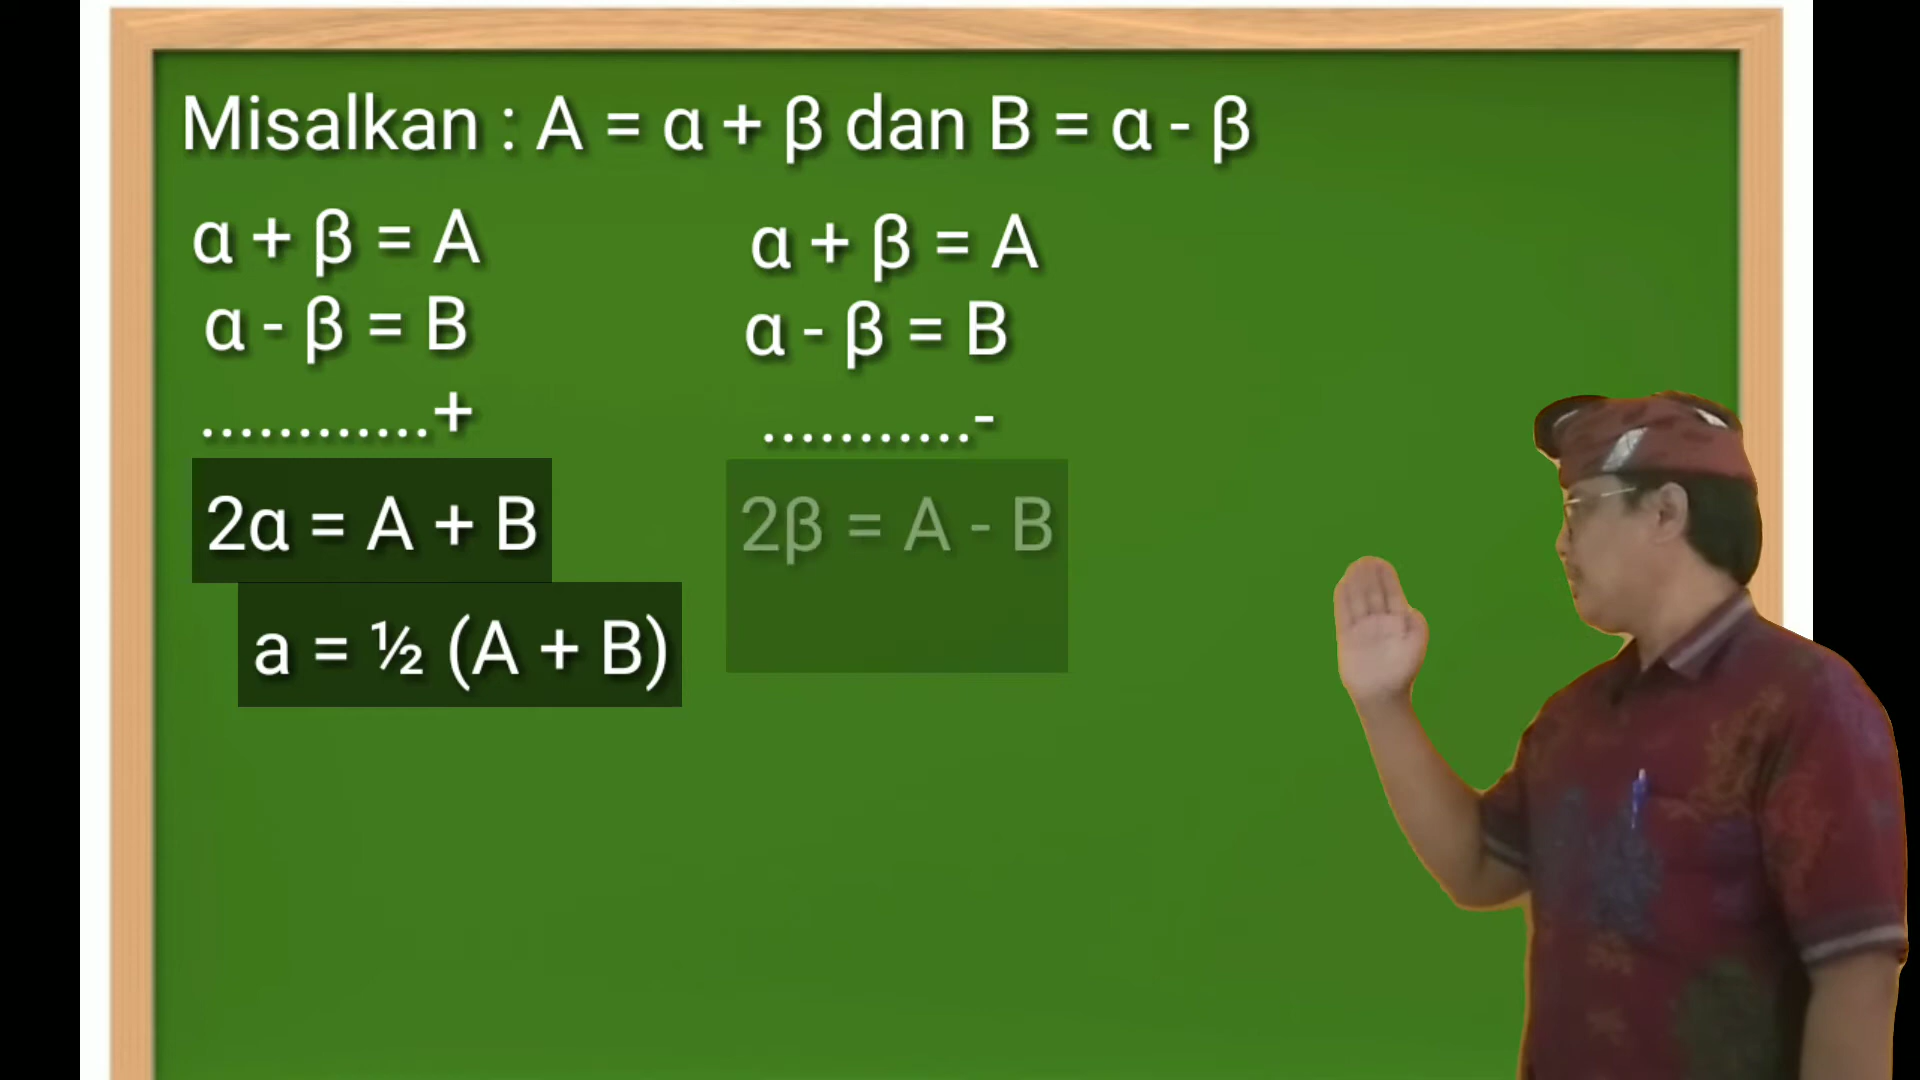 Misalkan : A = α + β dan B = α - β
α + β = A
α - β = B
............+
2α = A + B
a = ½ (A + B)
α + β = A
α - β = B
...........-
2β = A - B